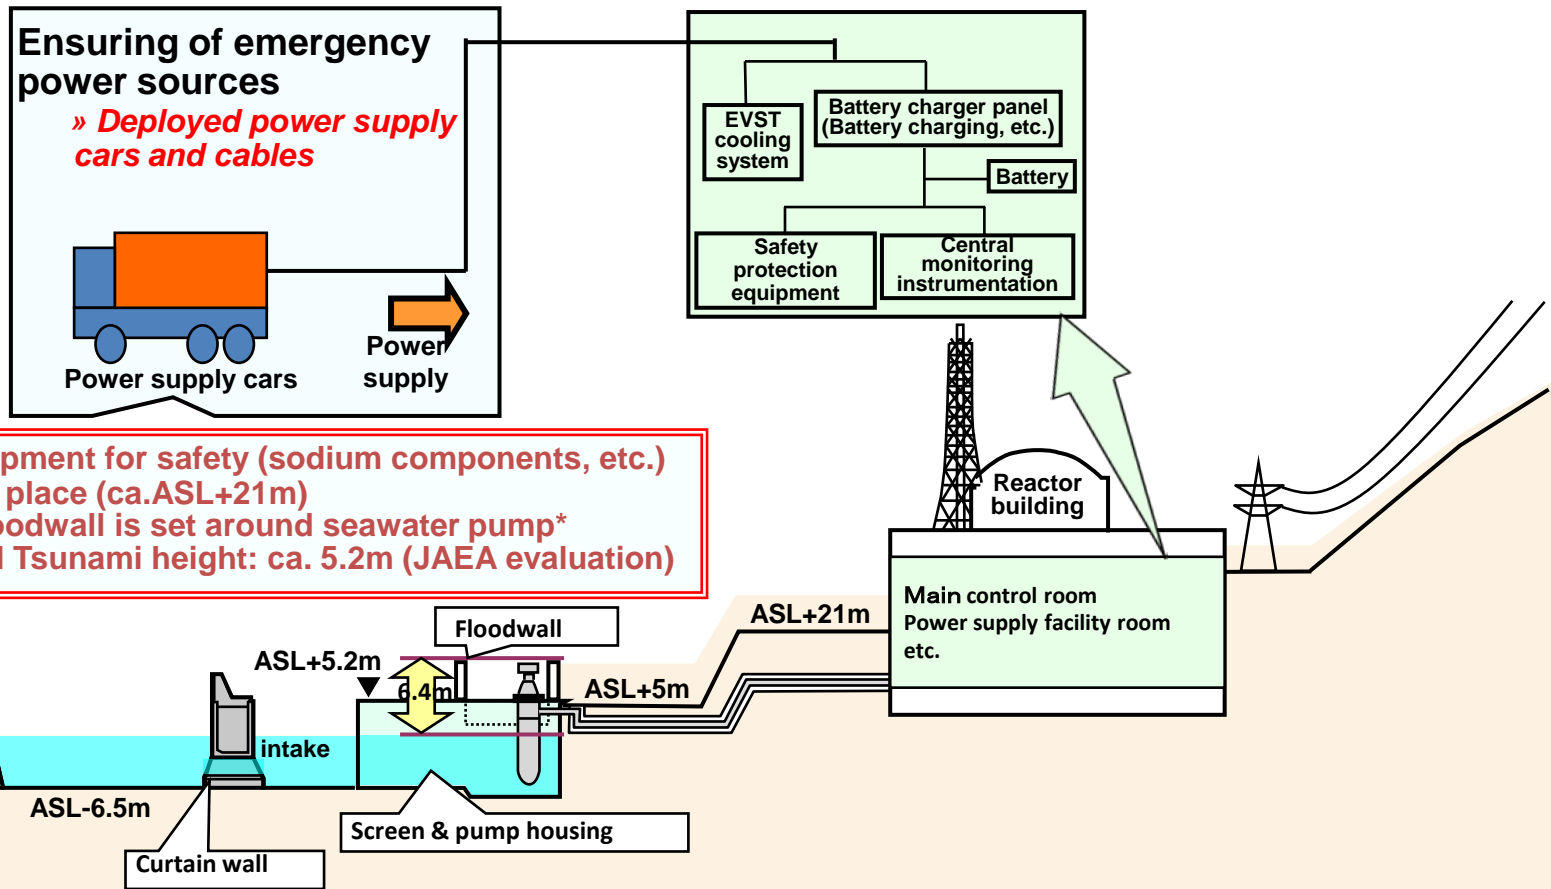 Ensuring of emergency
power sources
» Deployed power supply
cars and cables
Power supply cars
Power
supply
EVST
cooling
system
Battery charger panel
(Battery charging, etc.)
Battery
Safety
protection
equipment
Central
monitoring
instrumentation
pment for safety (sodium components, etc.)
place (ca.ASL+21m)
oodwall is set around seawater pump*
Tsunami height: ca. 5.2m (JAEA evaluation)
Reactor
building
Main control room
Power supply facility room
etc.
Floodwall
ASL+21m
ASL+5.2m
6.4m
ASL+5m
intake
ASL-6.5m
Screen & pump housing
Curtain wall